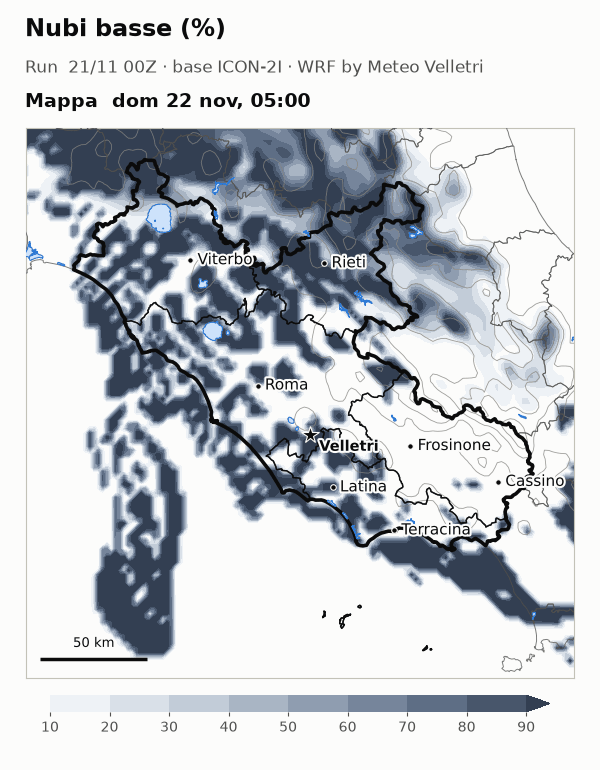 Nubi basse (%)
Run 21/11 00Z · base ICON-2I · WRF by Meteo Velletri
Mappa dom 22 nov, 05:00
Viterbo
Rieti
Roma
Velletri
Frosinone
Cassino
Latina
Terracina
50 km
10 20 30 40 50 60 70 80 90